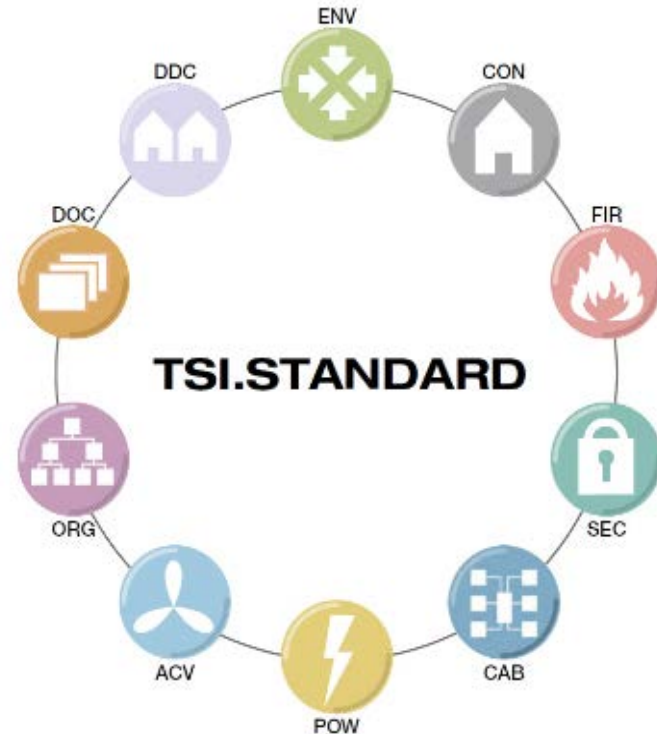 ENV
DDC
CON
DOC
FIR
TSI.STANDARD
ORG
SEC
ACV
CAB
POW